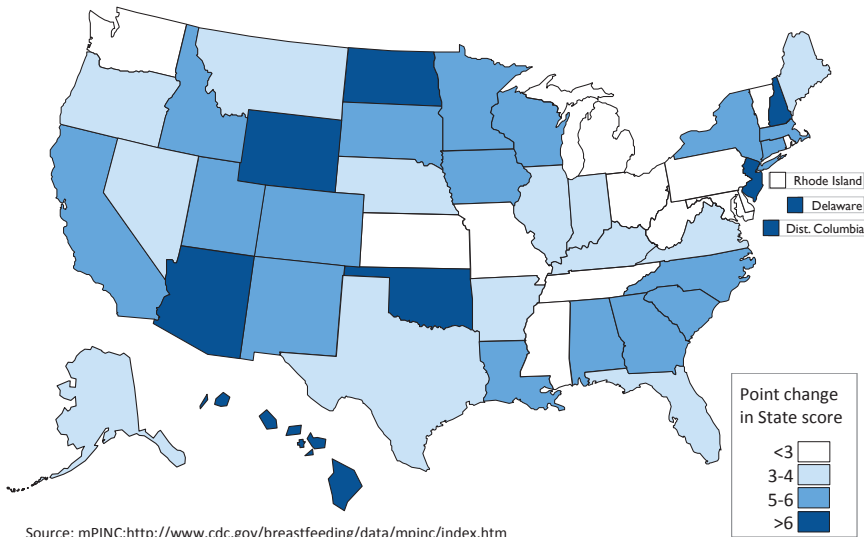 Rhode Island
Delaware
Dist. Columbia
Point change
in State score
<3
3-4
5-6
>6
Source: mPINC:http://www.cdc.gov/breastfeeding/data/mpinc/index.htm